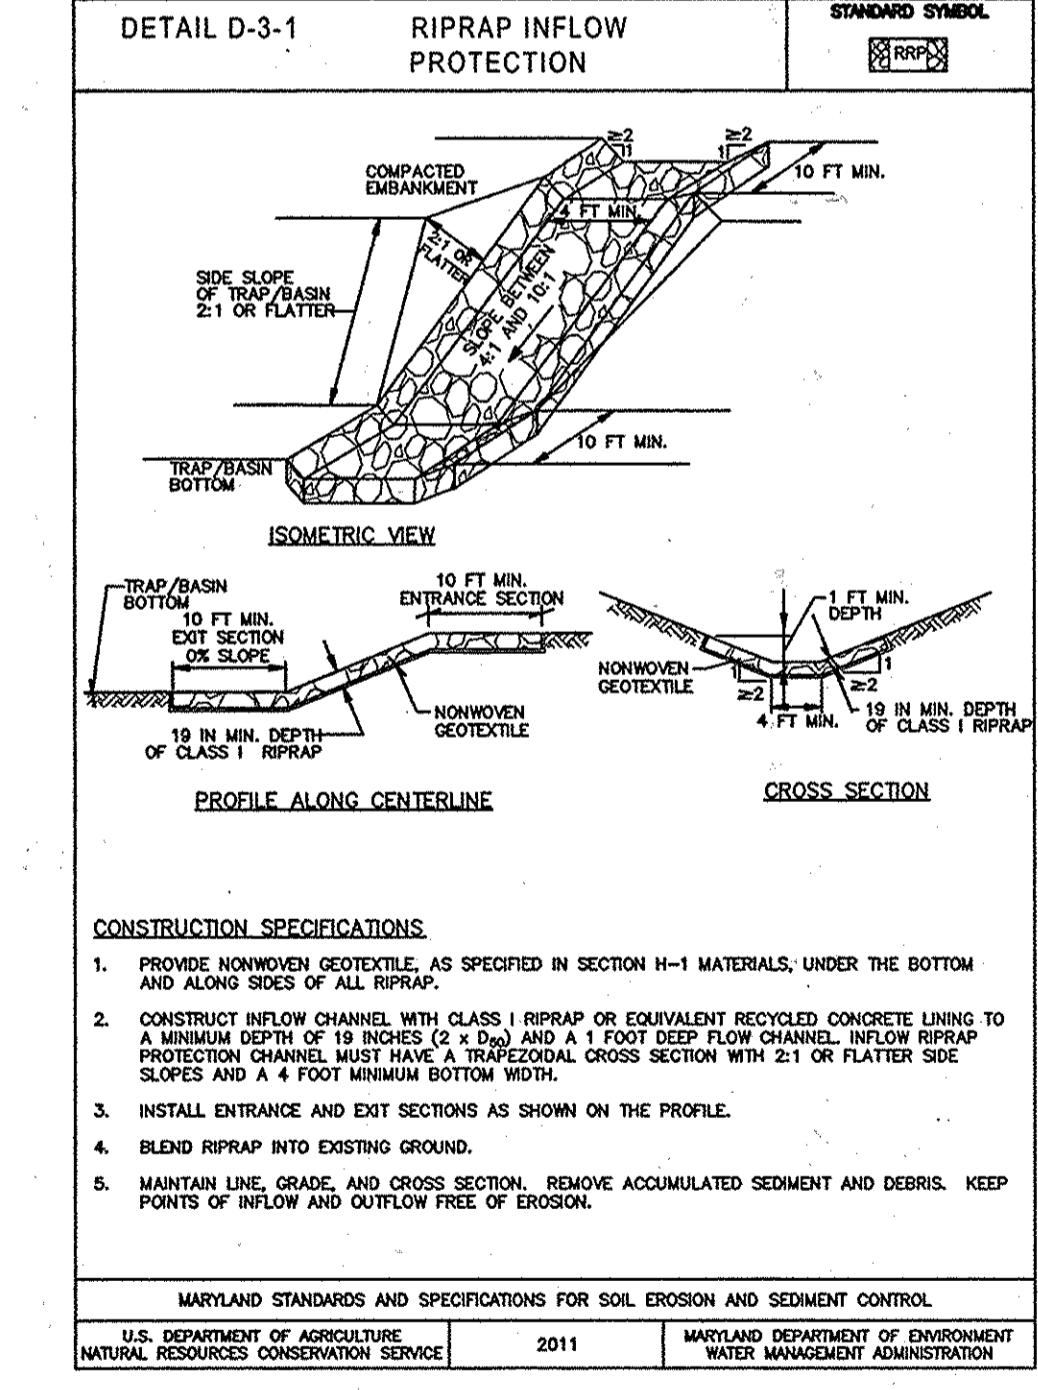 DETAIL D-3-1
RIPRAP INFLOW
PROTECTION
STANDARD SYMBOL
RRP
≥2
1
≥2
1
10 FT MIN.
COMPACTED
EMBANKMENT
4 FT MIN.
2:1 OR
FLATTER
SLOPE BETWEEN
4:1 AND 10:1
SIDE SLOPE
OF TRAP/BASIN
2:1 OR FLATTER
10 FT MIN.
TRAP/BASIN
BOTTOM
ISOMETRIC VIEW
TRAP/BASIN
BOTTOM
10 FT MIN.
EXIT SECTION
0% SLOPE
10 FT MIN.
ENTRANCE SECTION
NONWOVEN
GEOTEXTILE
19 IN MIN. DEPTH
OF CLASS I RIPRAP
PROFILE ALONG CENTERLINE
1 FT MIN.
DEPTH
NONWOVEN
GEOTEXTILE
1
≥2
1
≥2
4 FT MIN.
19 IN MIN. DEPTH
OF CLASS I RIPRAP
CROSS SECTION
CONSTRUCTION SPECIFICATIONS
1. PROVIDE NONWOVEN GEOTEXTILE, AS SPECIFIED IN SECTION H-1 MATERIALS, UNDER THE BOTTOM
AND ALONG SIDES OF ALL RIPRAP.
2. CONSTRUCT INFLOW CHANNEL WITH CLASS I RIPRAP OR EQUIVALENT RECYCLED CONCRETE LINING TO
A MINIMUM DEPTH OF 19 INCHES (2 x D50) AND A 1 FOOT DEEP FLOW CHANNEL. INFLOW RIPRAP
PROTECTION CHANNEL MUST HAVE A TRAPEZOIDAL CROSS SECTION WITH 2:1 OR FLATTER SIDE
SLOPES AND A 4 FOOT MINIMUM BOTTOM WIDTH.
3. INSTALL ENTRANCE AND EXIT SECTIONS AS SHOWN ON THE PROFILE.
4. BLEND RIPRAP INTO EXISTING GROUND.
5. MAINTAIN LINE, GRADE, AND CROSS SECTION. REMOVE ACCUMULATED SEDIMENT AND DEBRIS. KEEP
POINTS OF INFLOW AND OUTFLOW FREE OF EROSION.
MARYLAND STANDARDS AND SPECIFICATIONS FOR SOIL EROSION AND SEDIMENT CONTROL
U.S. DEPARTMENT OF AGRICULTURE
NATURAL RESOURCES CONSERVATION SERVICE
2011
MARYLAND DEPARTMENT OF ENVIRONMENT
WATER MANAGEMENT ADMINISTRATION